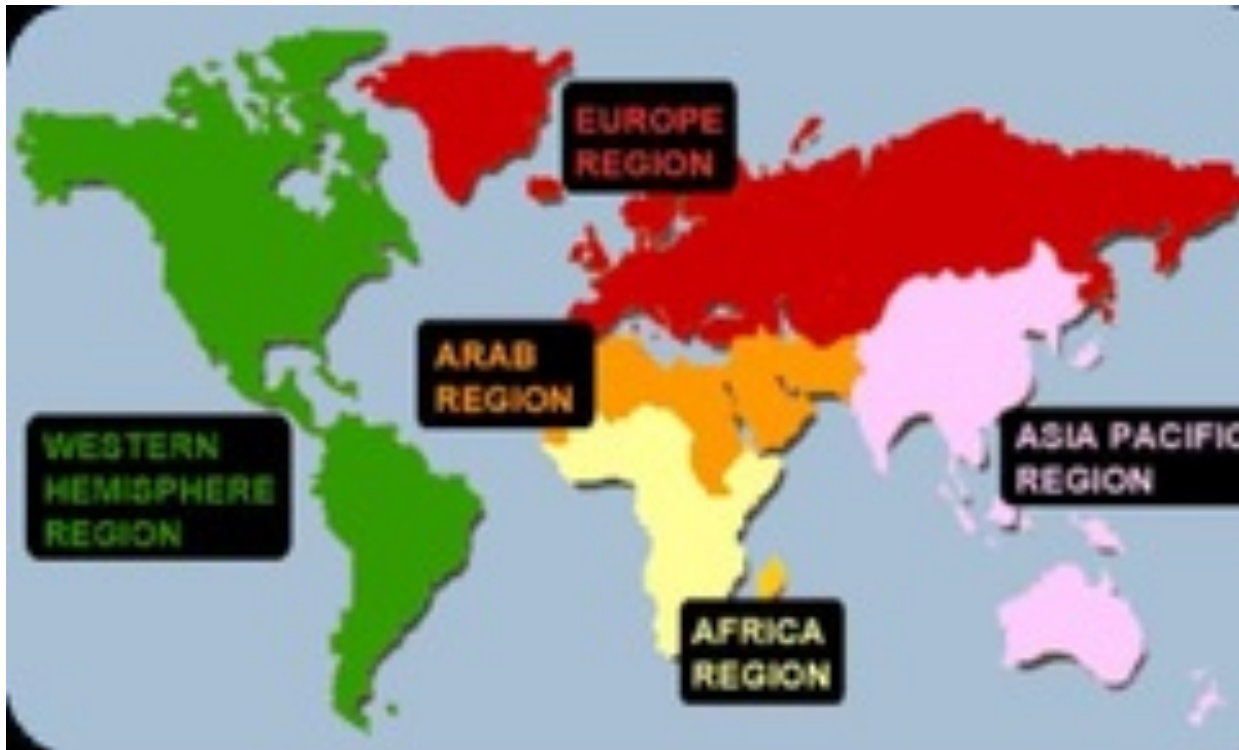 EUROPE
REGION
ARAB
REGION
WESTERN
HEMISPHERE
REGION
ASIA PACIFIC
REGION
AFRICA
REGION